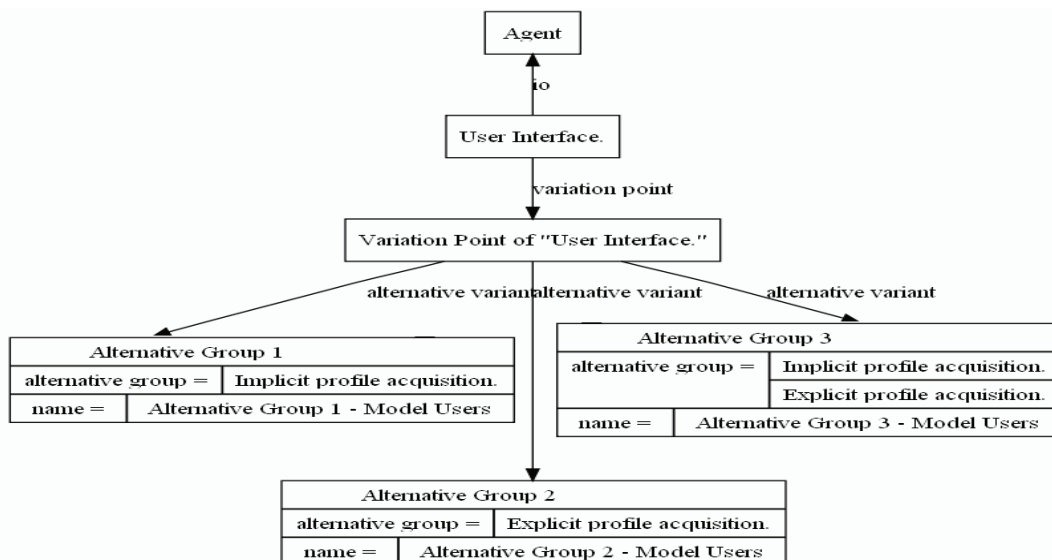 Agent
io
User Interface.
variation point
Variation Point of "User Interface."
alternative variant alternative variant alternative variant
Alternative Group 1
alternative group = Implicit profile acquisition.
name = Alternative Group 1 - Model Users
Alternative Group 3
alternative group = Implicit profile acquisition.
Explicit profile acquisition.
name = Alternative Group 3 - Model Users
Alternative Group 2
alternative group = Explicit profile acquisition.
name = Alternative Group 2 - Model Users